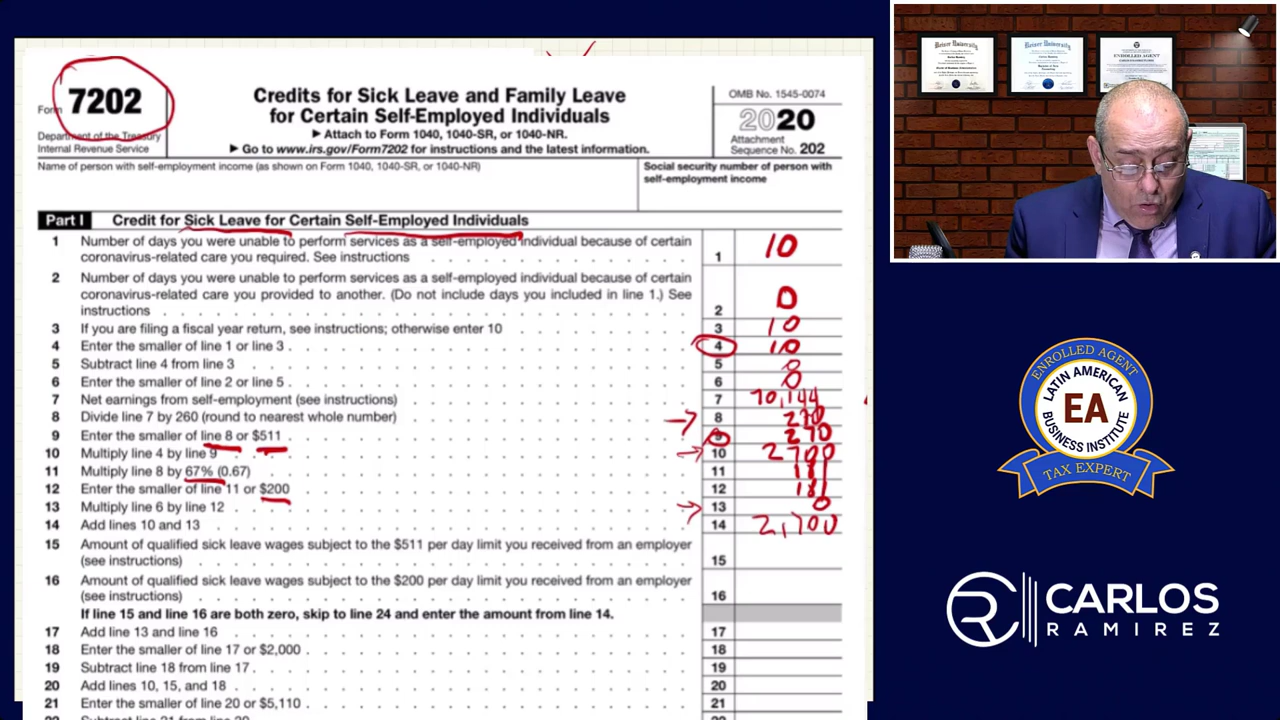 Form 7202
Department of the Treasury
Internal Revenue Service
Credits for Sick Leave and Family Leave
for Certain Self-Employed Individuals
▶ Attach to Form 1040, 1040-SR, or 1040-NR.
▶ Go to www.irs.gov/Form7202 for instructions and the latest information.
OMB No. 1545-0074
2020
Attachment
Sequence No. 202
Name of person with self-employment income (as shown on Form 1040, 1040-SR, or 1040-NR)
Social security number of person with
self-employment income
Part I Credit for Sick Leave for Certain Self-Employed Individuals
1 Number of days you were unable to perform services as a self-employed individual because of certain
coronavirus-related care you required. See instructions 1 10
2 Number of days you were unable to perform services as a self-employed individual because of certain
coronavirus-related care you provided to another. (Do not include days you included in line 1.) See
instructions 2 0
3 If you are filing a fiscal year return, see instructions; otherwise enter 10 3 10
4 Enter the smaller of line 1 or line 3 4 10
5 Subtract line 4 from line 3 5 0
6 Enter the smaller of line 2 or line 5 6 0
7 Net earnings from self-employment (see instructions) 7 70,144
8 Divide line 7 by 260 (round to nearest whole number) 8 270
9 Enter the smaller of line 8 or $511 9 270
10 Multiply line 4 by line 9 10 2700
11 Multiply line 8 by 67% (0.67) 11 181
12 Enter the smaller of line 11 or $200 12 181
13 Multiply line 6 by line 12 13 0
14 Add lines 10 and 13 14 2,700
15 Amount of qualified sick leave wages subject to the $511 per day limit you received from an employer
(see instructions) 15
16 Amount of qualified sick leave wages subject to the $200 per day limit you received from an employer
(see instructions) 16
If line 15 and line 16 are both zero, skip to line 24 and enter the amount from line 14.
17 Add line 13 and line 16 17
18 Enter the smaller of line 17 or $2,000 18
19 Subtract line 18 from line 17 19
20 Add lines 10, 15, and 18 20
21 Enter the smaller of line 20 or $5,110 21
22 Subtract line 21 from line 20 22
ENROLLED AGENT
LATIN AMERICAN
EA
BUSINESS INSTITUTE
TAX EXPERT
CARLOS
RAMIREZ
ENROLLED AGENT